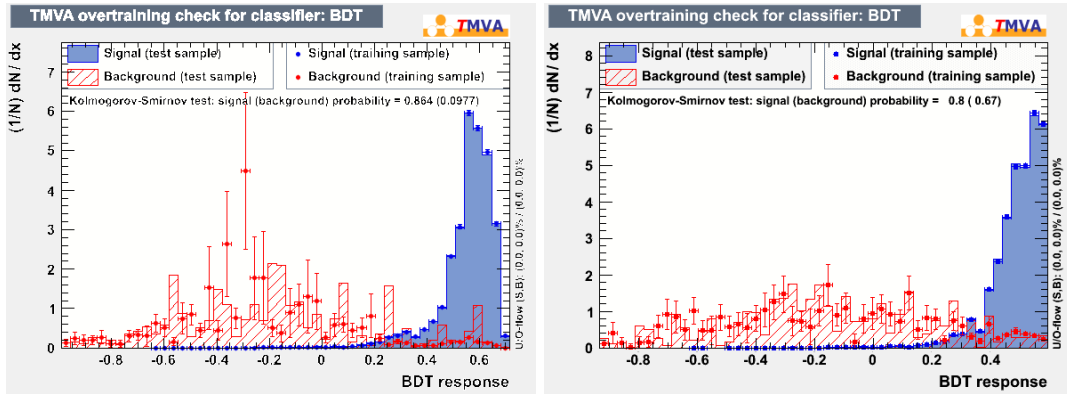 TMVA overtraining check for classifier: BDT
TMVA
Signal (test sample)
Background (test sample)
Signal (training sample)
Background (training sample)
Kolmogorov-Smirnov test: signal (background) probability = 0.864 (0.0977)
(1/N) dN / dx
7
6
5
4
3
2
1
0
-0.8 -0.6 -0.4 -0.2 0 0.2 0.4 0.6
BDT response
U/O-flow (S,B): (0.0, 0.0)% / (0.0, 0.0)%
TMVA overtraining check for classifier: BDT
TMVA
Signal (test sample)
Background (test sample)
Signal (training sample)
Background (training sample)
Kolmogorov-Smirnov test: signal (background) probability = 0.8 ( 0.67)
(1/N) dN / dx
8
7
6
5
4
3
2
1
0
-0.8 -0.6 -0.4 -0.2 0 0.2 0.4
BDT response
U/O-flow (S,B): (0.0, 0.0)% / (0.0, 0.0)%